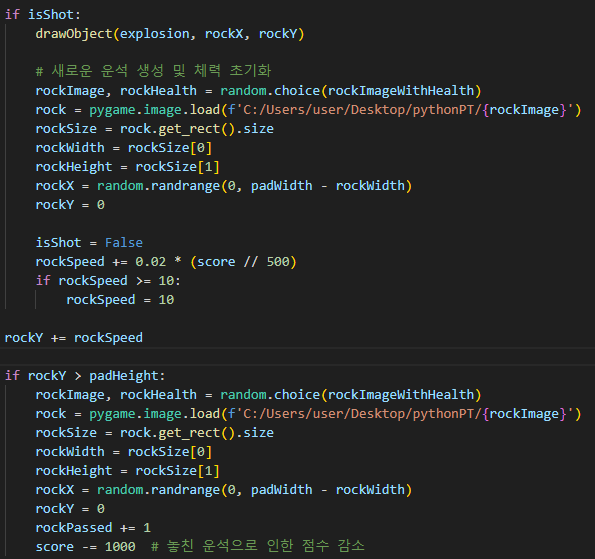 if isShot:
    drawObject(explosion, rockX, rockY)

    # 새로운 운석 생성 및 체력 초기화
    rockImage, rockHealth = random.choice(rockImageWithHealth)
    rock = pygame.image.load(f'C:/Users/user/Desktop/pythonPT/{rockImage}')
    rockSize = rock.get_rect().size
    rockWidth = rockSize[0]
    rockHeight = rockSize[1]
    rockX = random.randrange(0, padWidth - rockWidth)
    rockY = 0

    isShot = False
    rockSpeed += 0.02 * (score // 500)
    if rockSpeed >= 10:
        rockSpeed = 10

rockY += rockSpeed

if rockY > padHeight:
    rockImage, rockHealth = random.choice(rockImageWithHealth)
    rock = pygame.image.load(f'C:/Users/user/Desktop/pythonPT/{rockImage}')
    rockSize = rock.get_rect().size
    rockWidth = rockSize[0]
    rockHeight = rockSize[1]
    rockX = random.randrange(0, padWidth - rockWidth)
    rockY = 0
    rockPassed += 1
    score -= 1000  # 놓친 운석으로 인한 점수 감소